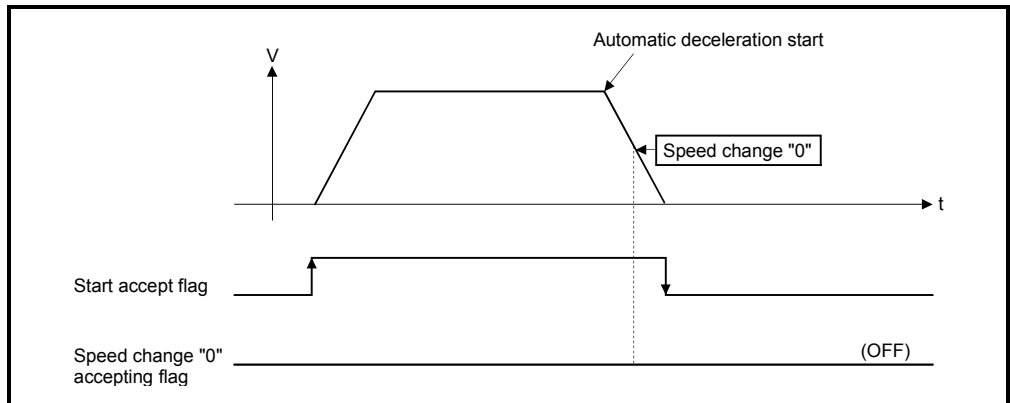 Automatic deceleration start
V
Speed change "0"
t
Start accept flag
(OFF)
Speed change "0"
accepting flag